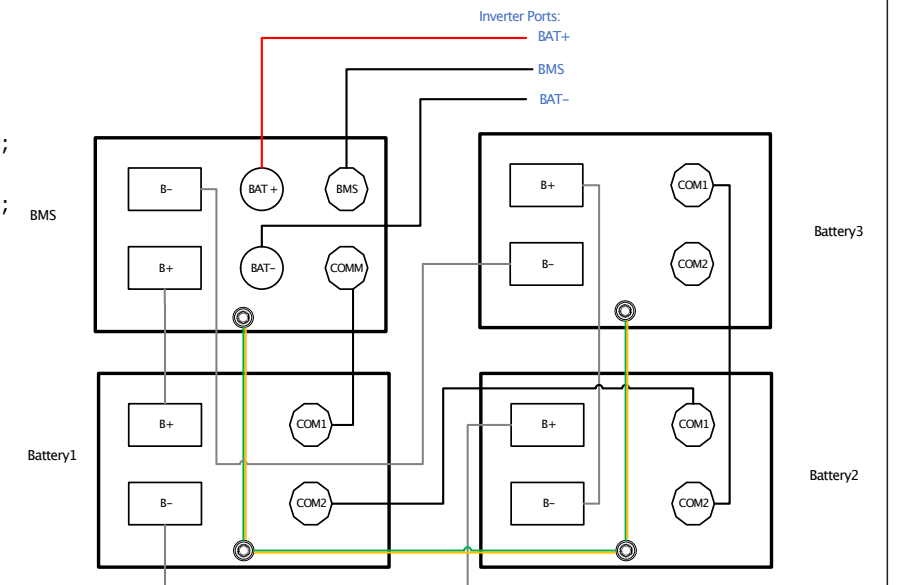 Inverter Ports:
BAT+
BMS
BAT-
;
;
BMS
B-
BAT +
BMS
B+
BAT-
COMM
B+
COM1
B-
COM2
Battery3
Battery1
B+
COM1
B-
COM2
B+
COM1
B-
COM2
Battery2